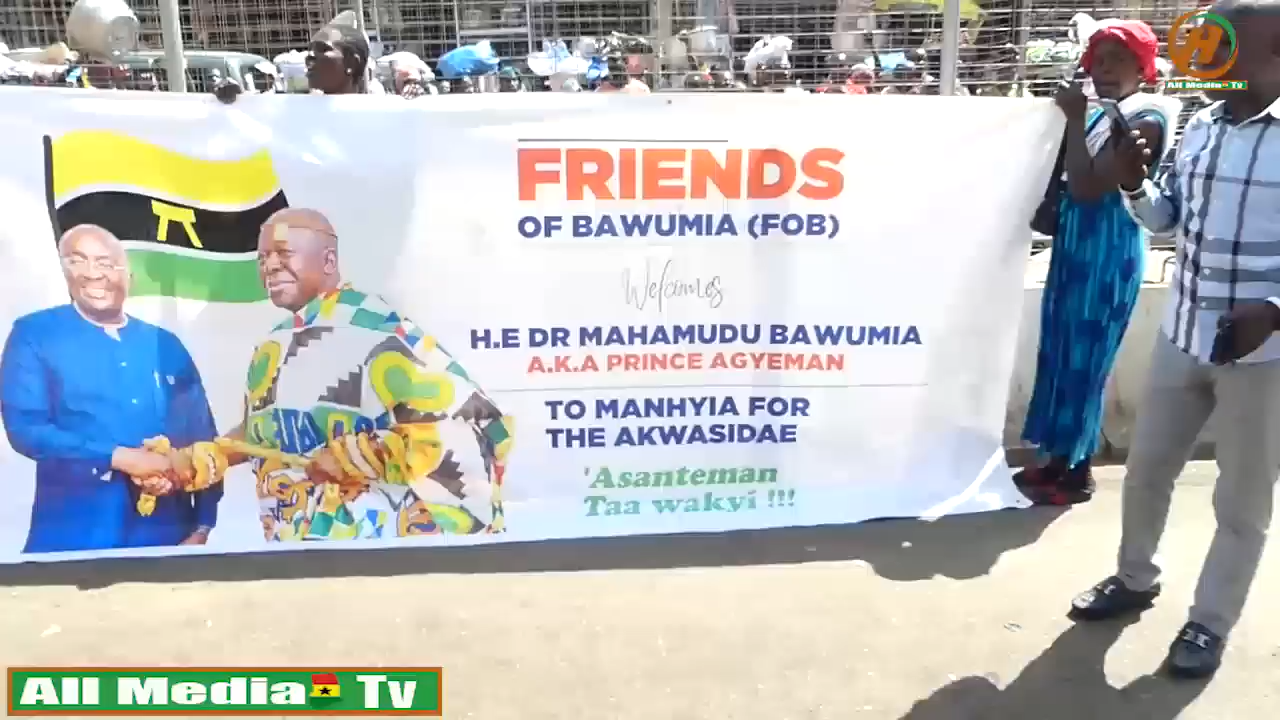 All Media Tv
FRIENDS
OF BAWUMIA (FOB)
Welcomes
H.E DR MAHAMUDU BAWUMIA
A.K.A PRINCE AGYEMAN
TO MANHYIA FOR
THE AKWASIDAE
'Asanteman
Taa wakyi !!!
All Media Tv